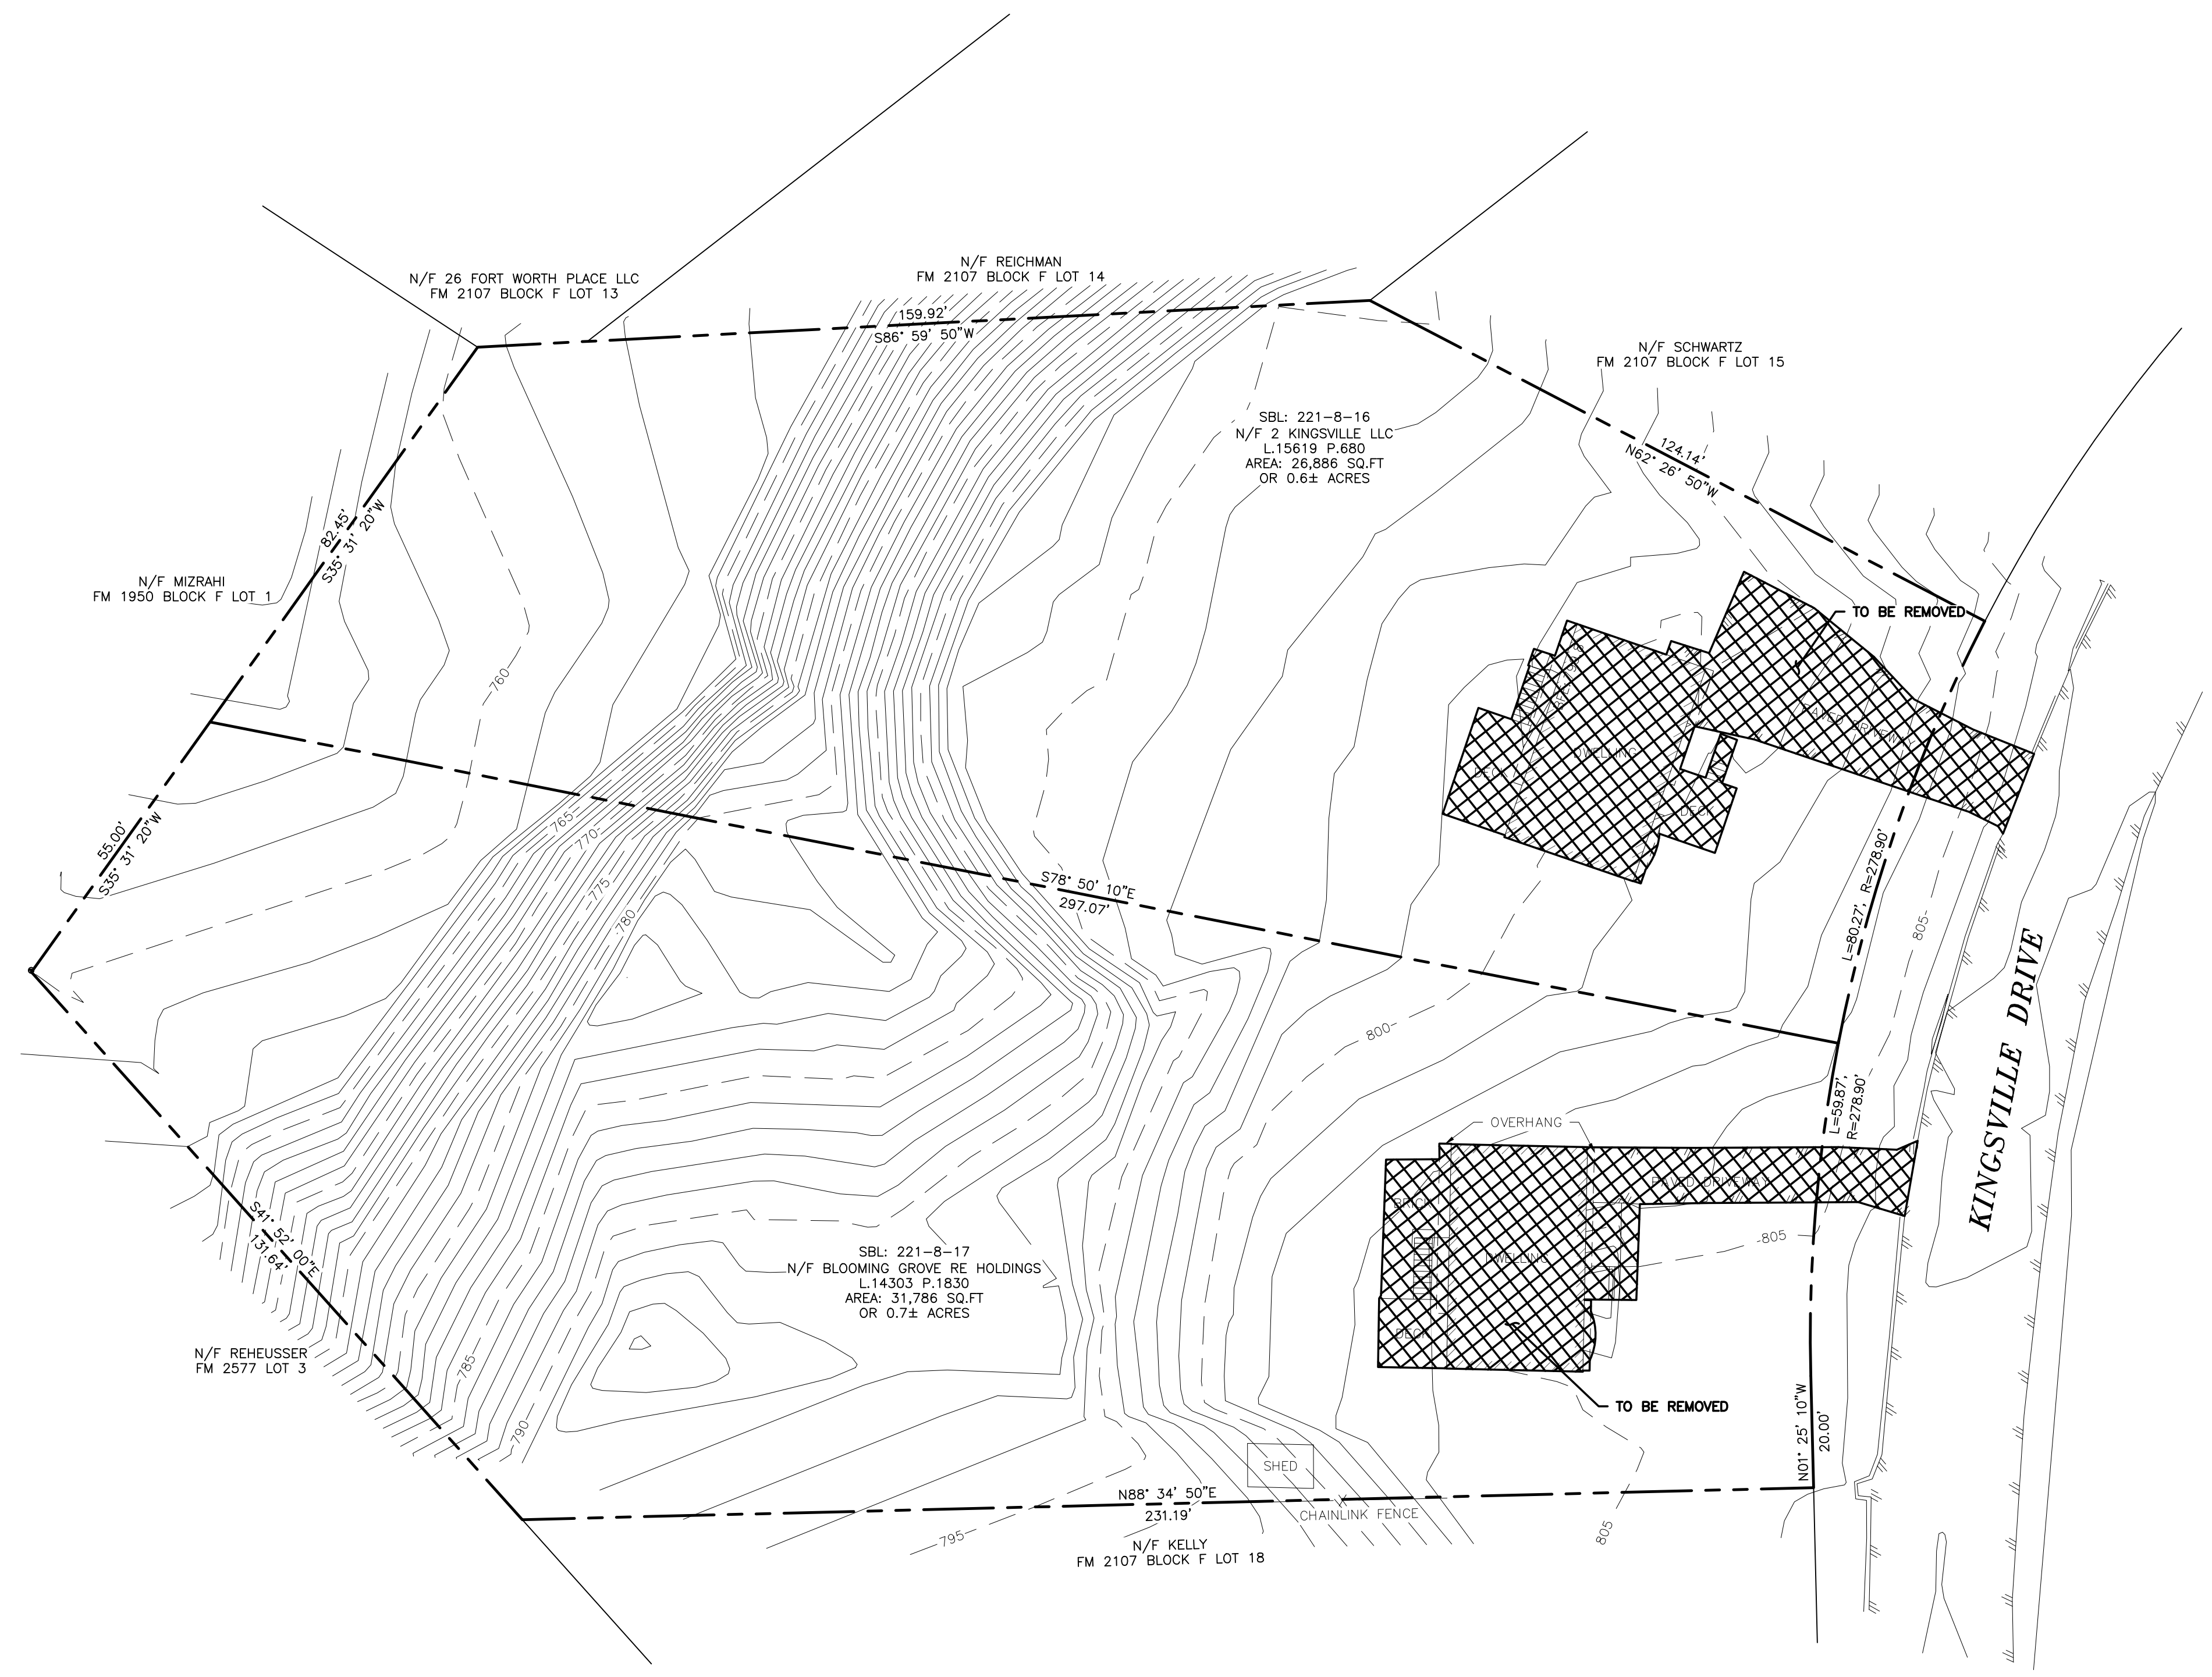 N/F 26 FORT WORTH PLACE LLC
FM 2107 BLOCK F LOT 13
N/F REICHMAN
FM 2107 BLOCK F LOT 14
159.92'
S86° 59' 50"W
N/F SCHWARTZ
FM 2107 BLOCK F LOT 15
124.14'
N62° 26' 50"W
SBL: 221-8-16
N/F 2 KINGSVILLE LLC
L.15619 P.680
AREA: 26,886 SQ.FT
OR 0.6± ACRES
82.45'
S35° 31' 20"W
N/F MIZRAHI
FM 1950 BLOCK F LOT 1
TO BE REMOVED
760
PAVED DRIVEWAY
DWELLING
DECK
DECK
765
770
775
780
55.00'
S35° 31' 20"W
S78° 50' 10"E
297.07'
L=80.27', R=278.90'
805
KINGSVILLE DRIVE
800
L=59.87',
R=278.90'
OVERHANG
PAVED DRIVEWAY
BRICK
DWELLING
DECK
805
S41° 52' 00"E
131.64'
SBL: 221-8-17
N/F BLOOMING GROVE RE HOLDINGS
L.14303 P.1830
AREA: 31,786 SQ.FT
OR 0.7± ACRES
N/F REHEUSSER
FM 2577 LOT 3
785
790
TO BE REMOVED
N01° 25' 10"W
20.00'
SHED
N88° 34' 50"E
231.19'
CHAINLINK FENCE
795
805
N/F KELLY
FM 2107 BLOCK F LOT 18